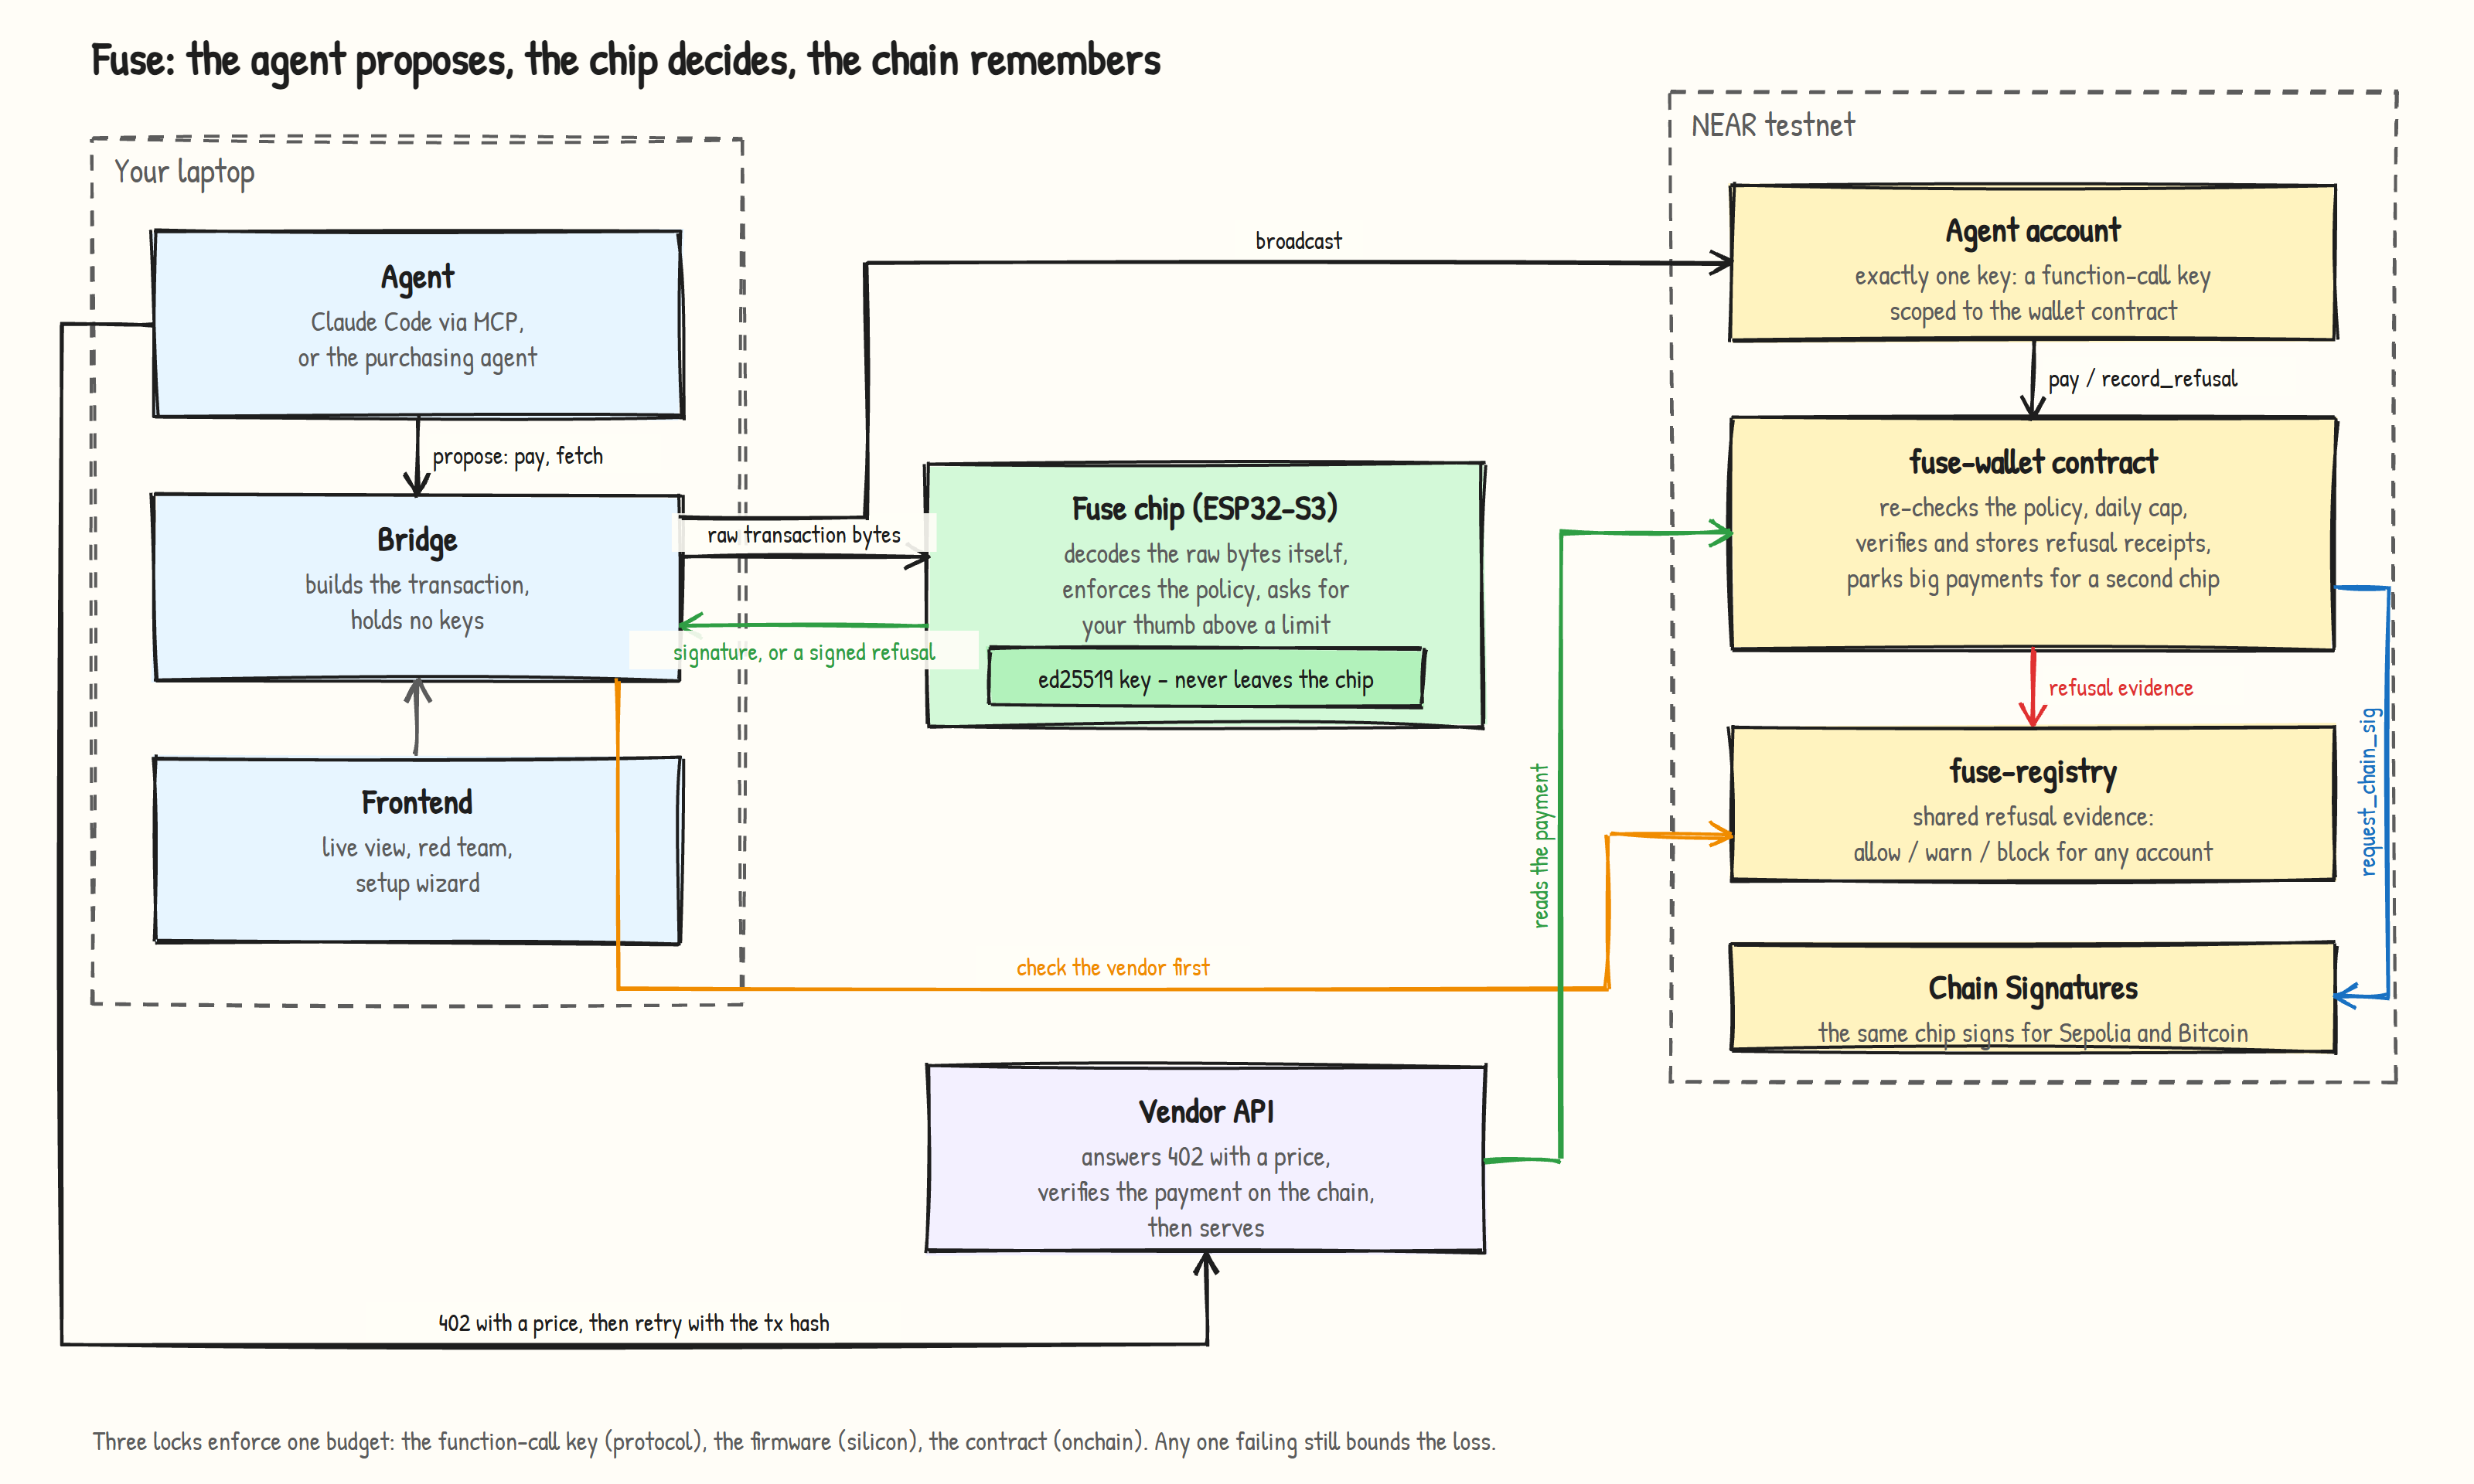 Fuse: the agent proposes, the chip decides, the chain remembers
Your laptop
Agent
Claude Code via MCP,
or the purchasing agent
propose: pay, fetch
Bridge
builds the transaction,
holds no keys
Frontend
live view, red team,
setup wizard
broadcast
raw transaction bytes
signature, or a signed refusal
Fuse chip (ESP32-S3)
decodes the raw bytes itself,
enforces the policy, asks for
your thumb above a limit
ed25519 key - never leaves the chip
check the vendor first
reads the payment
Vendor API
answers 402 with a price,
verifies the payment on the chain,
then serves
402 with a price, then retry with the tx hash
NEAR testnet
Agent account
exactly one key: a function-call key
scoped to the wallet contract
pay / record_refusal
fuse-wallet contract
re-checks the policy, daily cap,
verifies and stores refusal receipts,
parks big payments for a second chip
refusal evidence
request_chain_sig
fuse-registry
shared refusal evidence:
allow / warn / block for any account
Chain Signatures
the same chip signs for Sepolia and Bitcoin
Three locks enforce one budget: the function-call key (protocol), the firmware (silicon), the contract (onchain). Any one failing still bounds the loss.